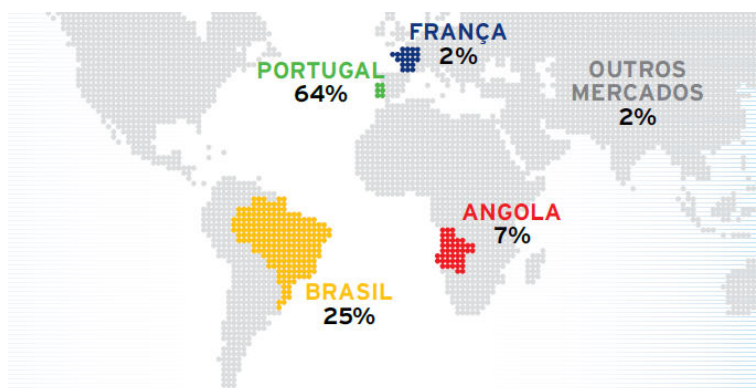 FRANÇA
2%
PORTUGAL
64%
OUTROS
MERCADOS
2%
ANGOLA
7%
BRASIL
25%